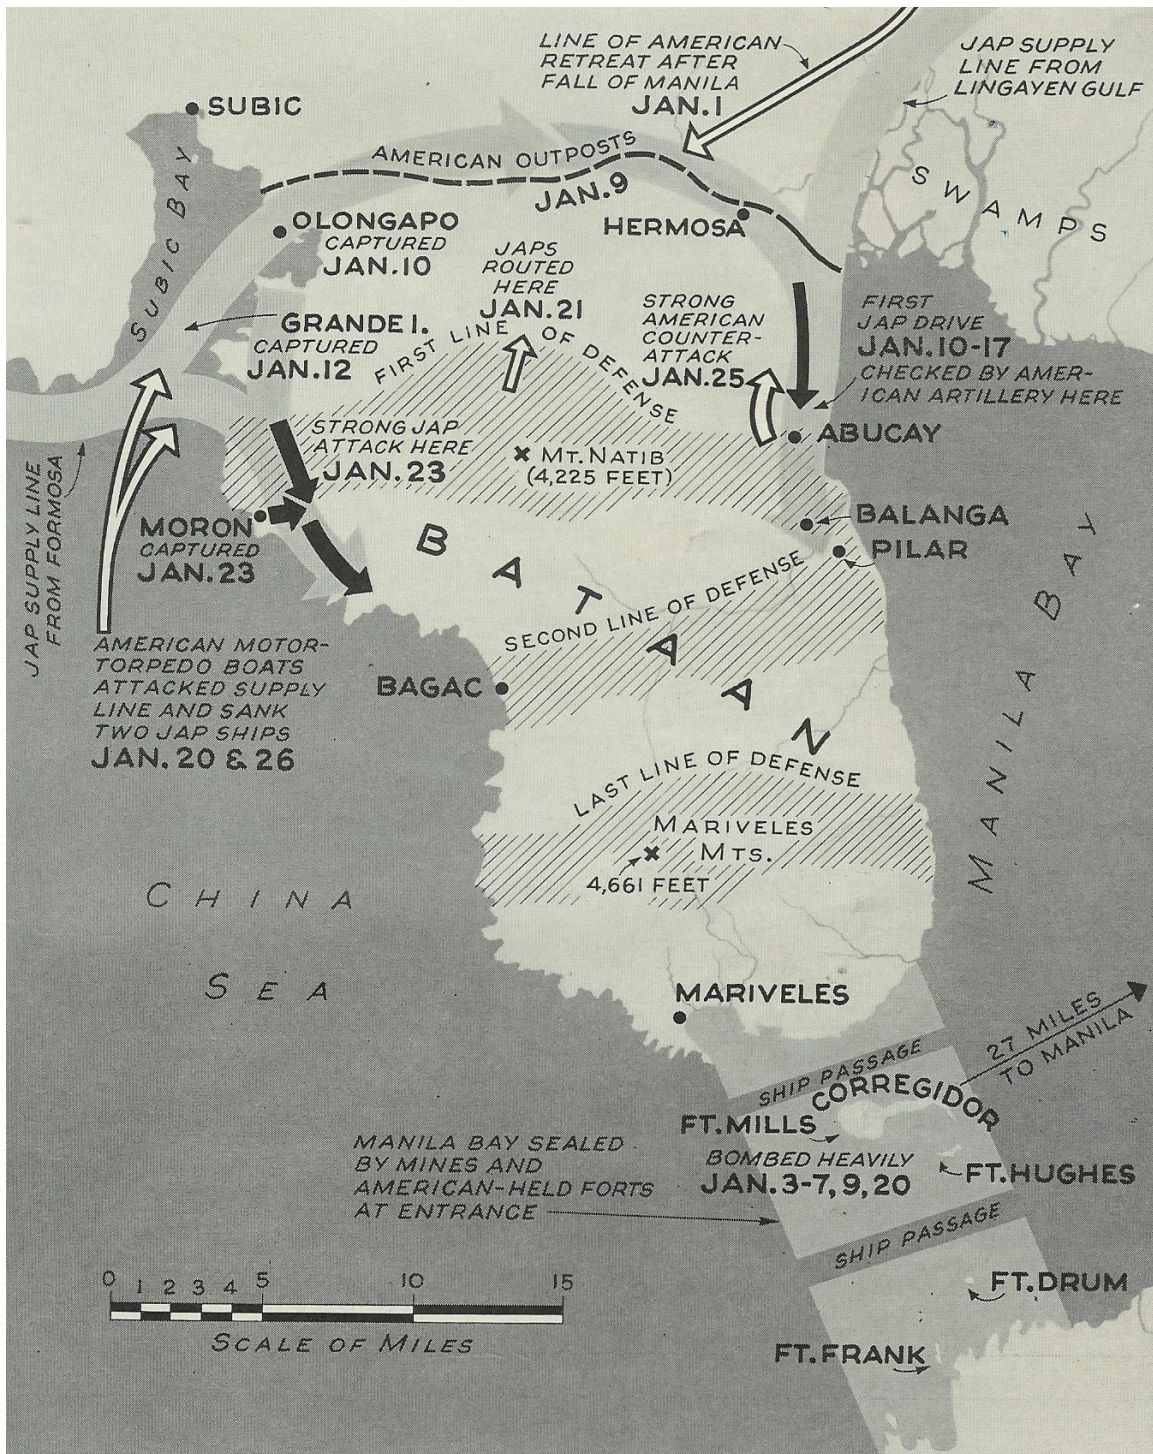 LINE OF AMERICAN
RETREAT AFTER
FALL OF MANILA
JAN.1
JAP SUPPLY
LINE FROM
LINGAYEN GULF
SUBIC
SUBIC BAY
AMERICAN OUTPOSTS
JAN.9
SWAMPS
HERMOSA
OLONGAPO
CAPTURED
JAN.10
JAPS
ROUTED
HERE
JAN.21
STRONG
AMERICAN
COUNTER-
ATTACK
JAN.25
FIRST
JAP DRIVE
JAN.10-17
CHECKED BY AMER-
ICAN ARTILLERY HERE
GRANDE I.
CAPTURED
JAN.12
FIRST LINE OF DEFENSE
ABUCAY
STRONG JAP
ATTACK HERE
JAN.23
MT. NATIB
(4,225 FEET)
JAP SUPPLY LINE
FROM FORMOSA
MORON
CAPTURED
JAN.23
BALANGA
PILAR
BATAAN
SECOND LINE OF DEFENSE
MANILA BAY
AMERICAN MOTOR-
TORPEDO BOATS
ATTACKED SUPPLY
LINE AND SANK
TWO JAP SHIPS
JAN. 20 & 26
BAGAC
LAST LINE OF DEFENSE
MARIVELES
MTS.
4,661 FEET
CHINA
SEA
MARIVELES
27 MILES
TO MANILA
SHIP PASSAGE
CORREGIDOR
FT. MILLS
BOMBED HEAVILY
JAN. 3-7, 9, 20
FT. HUGHES
MANILA BAY SEALED
BY MINES AND
AMERICAN-HELD FORTS
AT ENTRANCE
SHIP PASSAGE
FT. DRUM
FT. FRANK
0 1 2 3 4 5 10 15
SCALE OF MILES